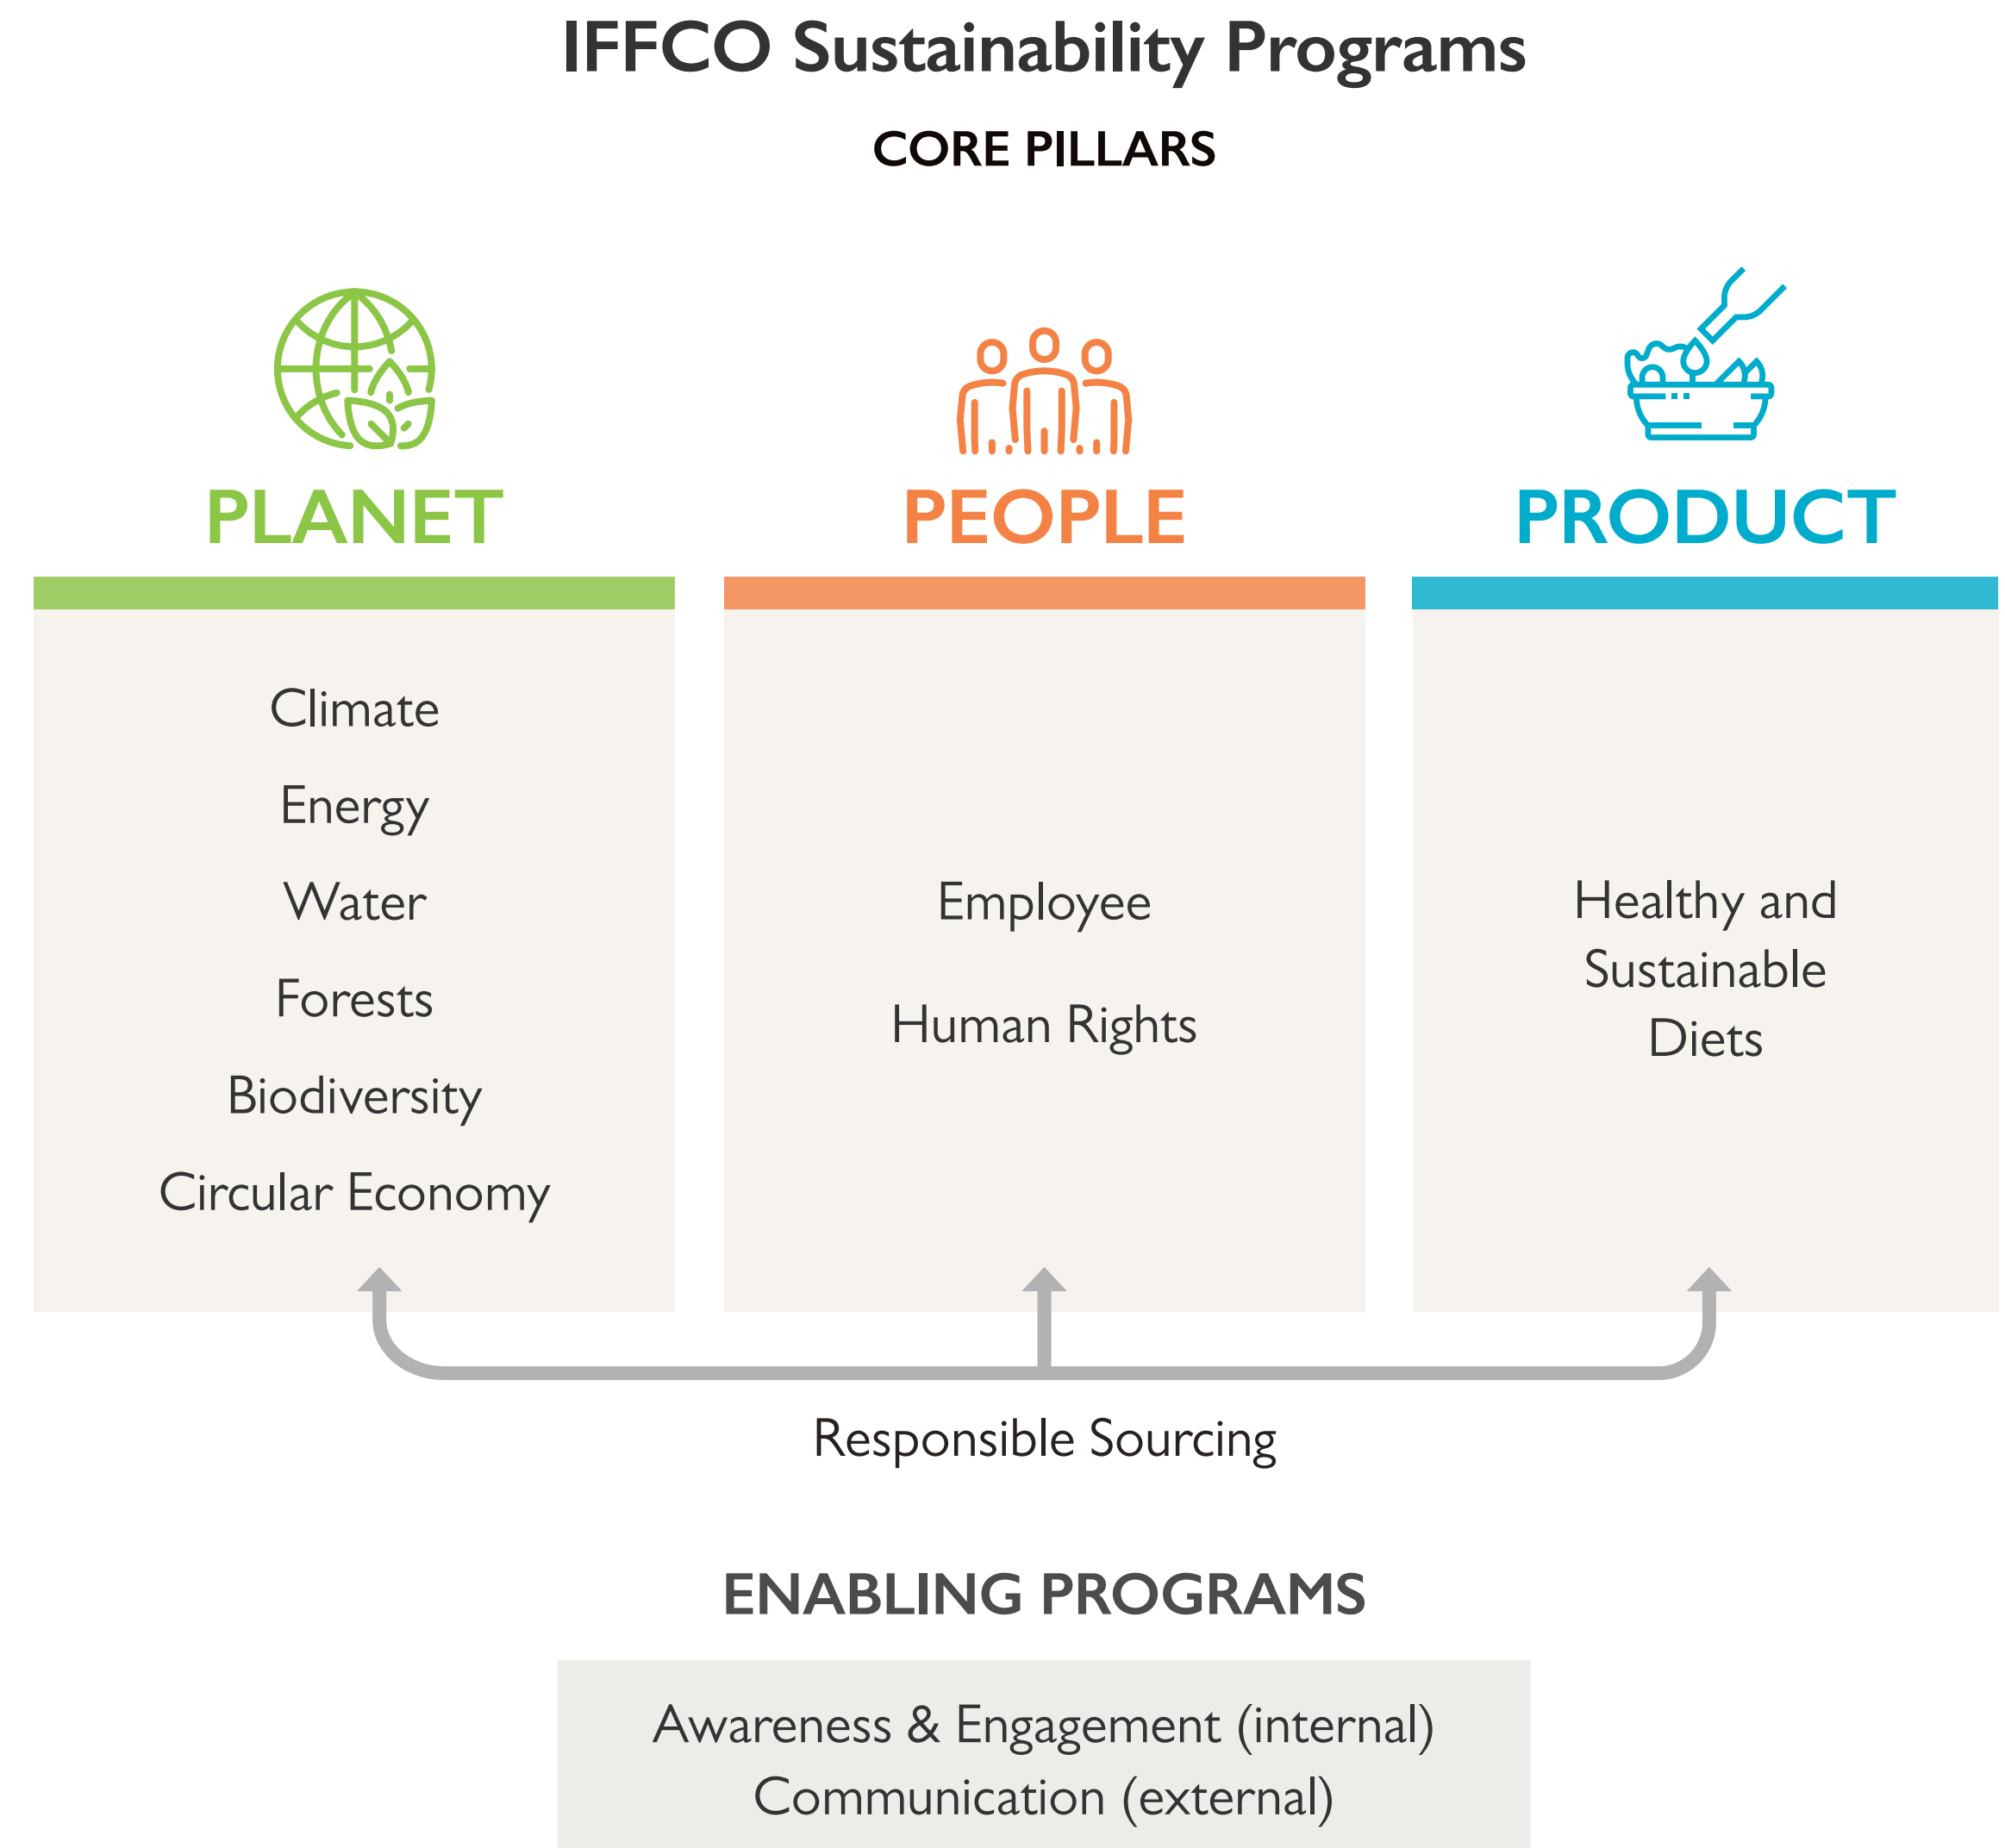 IFFCO Sustainability Programs
CORE PILLARS
PLANET
Climate
Energy
Water
Forests
Biodiversity
Circular Economy
PEOPLE
Employee
Human Rights
PRODUCT
Healthy and
Sustainable
Diets
Responsible Sourcing
ENABLING PROGRAMS
Awareness & Engagement (internal)
Communication (external)